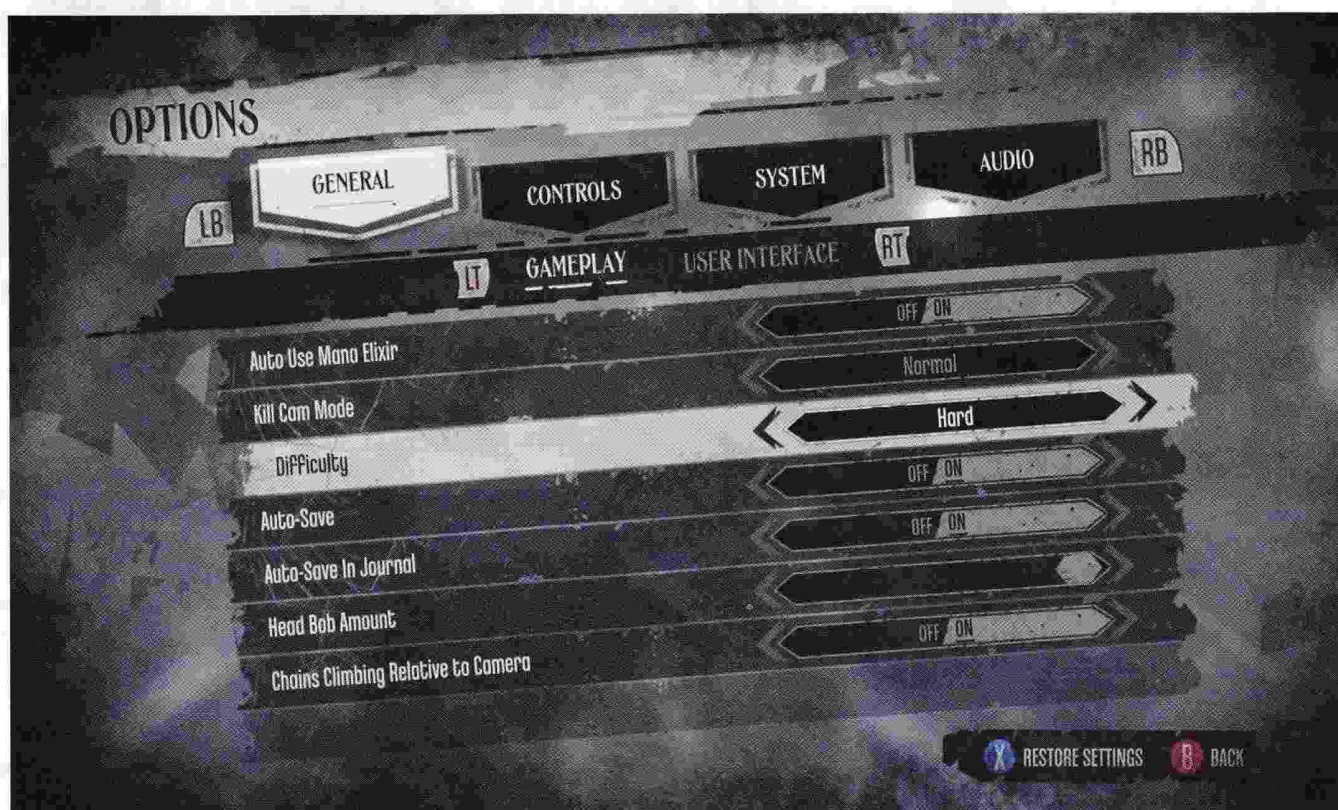 OPTIONS
LB GENERAL CONTROLS SYSTEM AUDIO RB
LT GAMEPLAY USER INTERFACE RT
Auto Use Mana Elixir OFF ON
Kill Cam Mode Normal
Difficulty Hard
Auto-Save OFF ON
Auto-Save In Journal OFF ON
Head Bob Amount
Chains Climbing Relative to Camera OFF ON
X RESTORE SETTINGS B BACK